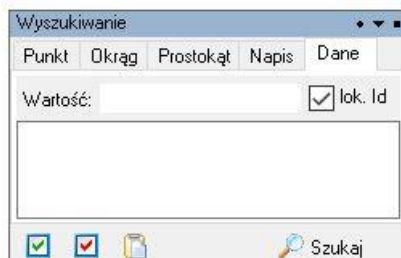 Wyszukiwanie
Punkt Okrąg Prostokąt Napis Dane
Wartość: lok. Id
Szukaj